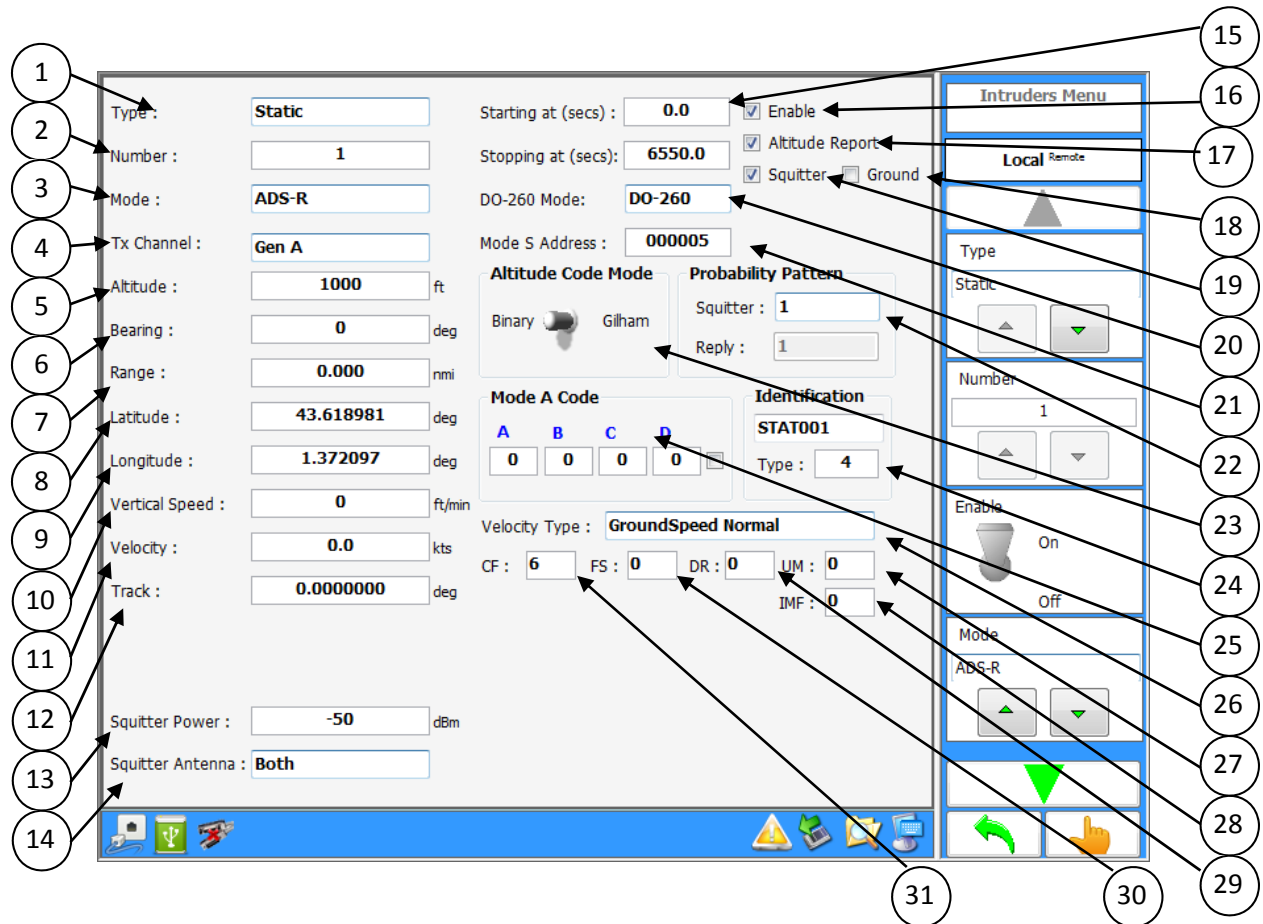 1
2
3
4
5
6
7
8
9
10
11
12
13
14
Type : Static
Number : 1
Mode : ADS-R
Tx Channel : Gen A
Altitude : 1000 ft
Bearing : 0 deg
Range : 0.000 nmi
Latitude : 43.618981 deg
Longitude : 1.372097 deg
Vertical Speed : 0 ft/min
Velocity : 0.0 kts
Track : 0.0000000 deg
Squitter Power : -50 dBm
Squitter Antenna : Both
Starting at (secs) : 0.0 Enable
Stopping at (secs): 6550.0 Altitude Report
Squitter Ground
DO-260 Mode: DO-260
Mode S Address : 000005
Altitude Code Mode
Binary Gilham
Probability Pattern
Squitter : 1
Reply : 1
Mode A Code
A B C D
0 0 0 0
Identification
STAT001
Type : 4
Velocity Type : GroundSpeed Normal
CF : 6 FS : 0 DR : 0 UM : 0
IMF : 0
Intruders Menu
Local Remote
Type
Static
Number
1
Enable
On
Off
Mode
ADS-R
15
16
17
18
19
20
21
22
23
24
25
26
27
28
29
30
31